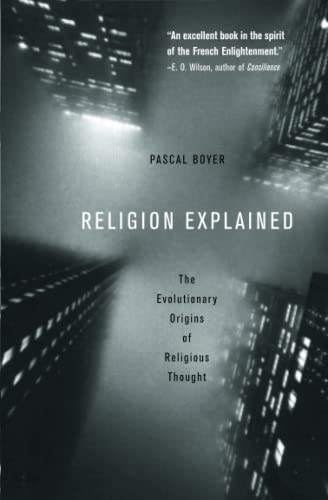 “An excellent book in the spirit
of the French Enlightenment.”
–E. O. Wilson, author of Consilience
PASCAL BOYER
RELIGION EXPLAINED
The
Evolutionary
Origins
of
Religious
Thought